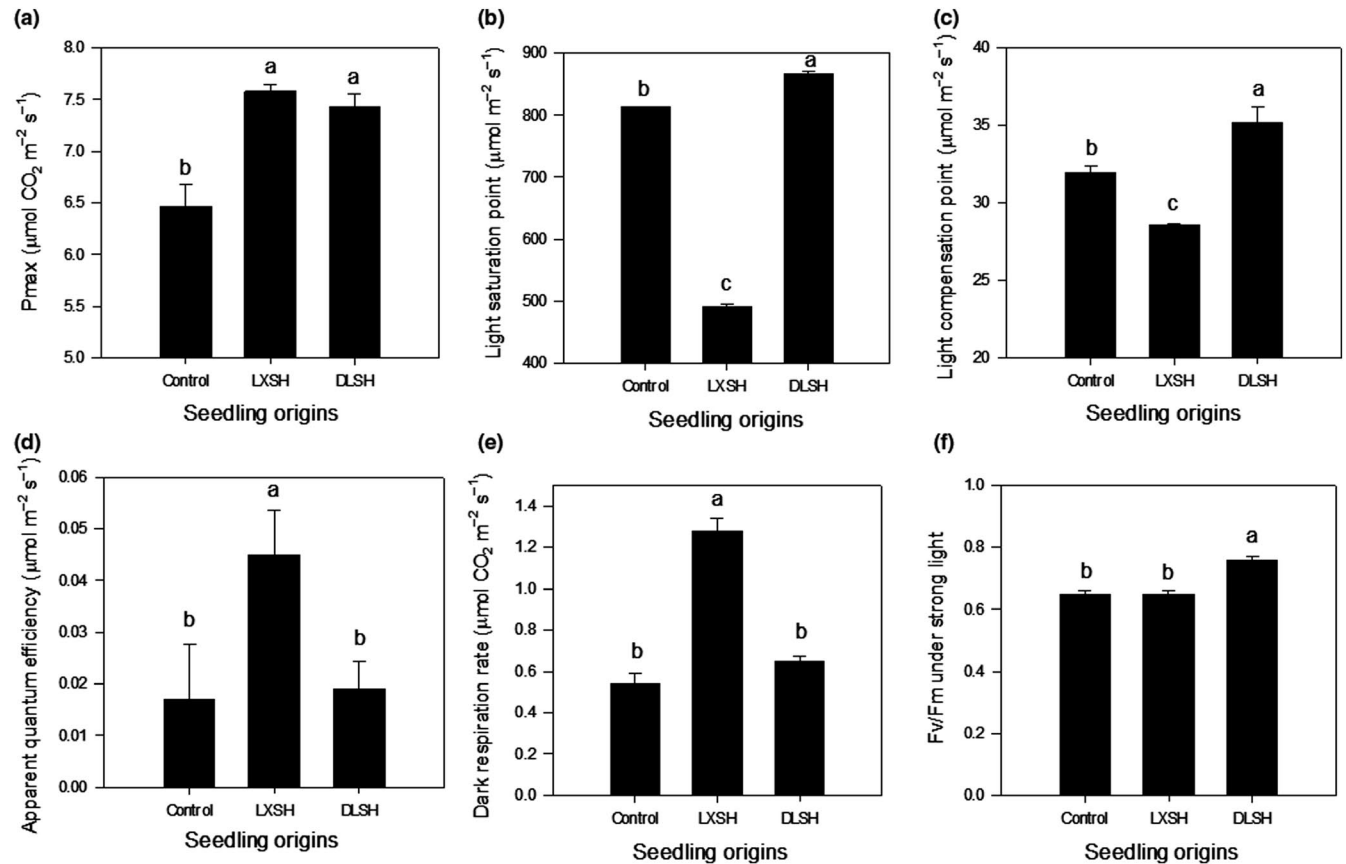 (a)
Pmax (μmol CO₂ m⁻² s⁻¹)
8.0
7.5
7.0
6.5
6.0
5.5
5.0
b
a
a
Control LXSH DLSH
Seedling origins
(b)
Light saturation point (μmol m⁻² s⁻¹)
900
800
700
600
500
400
b
c
a
Control LXSH DLSH
Seedling origins
(c)
Light compensation point (μmol m⁻² s⁻¹)
40
35
30
25
20
b
c
a
Control LXSH DLSH
Seedling origins
(d)
Apparent quantum efficiency (μmol m⁻² s⁻¹)
0.06
0.05
0.04
0.03
0.02
0.01
0.00
b
a
b
Control LXSH DLSH
Seedling origins
(e)
Dark respiration rate (μmol CO₂ m⁻² s⁻¹)
1.4
1.2
1.0
0.8
0.6
0.4
0.2
0.0
b
a
b
Control LXSH DLSH
Seedling origins
(f)
Fv/Fm under strong light
1.0
0.8
0.6
0.4
0.2
0.0
b
b
a
Control LXSH DLSH
Seedling origins